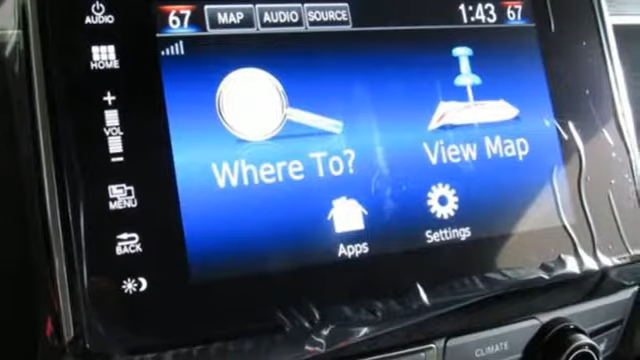 AUDIO
67 MAP AUDIO SOURCE 1:43 67
HOME
+
VOL
-
MENU
BACK
Where To?
View Map
Apps
Settings
CLIMATE